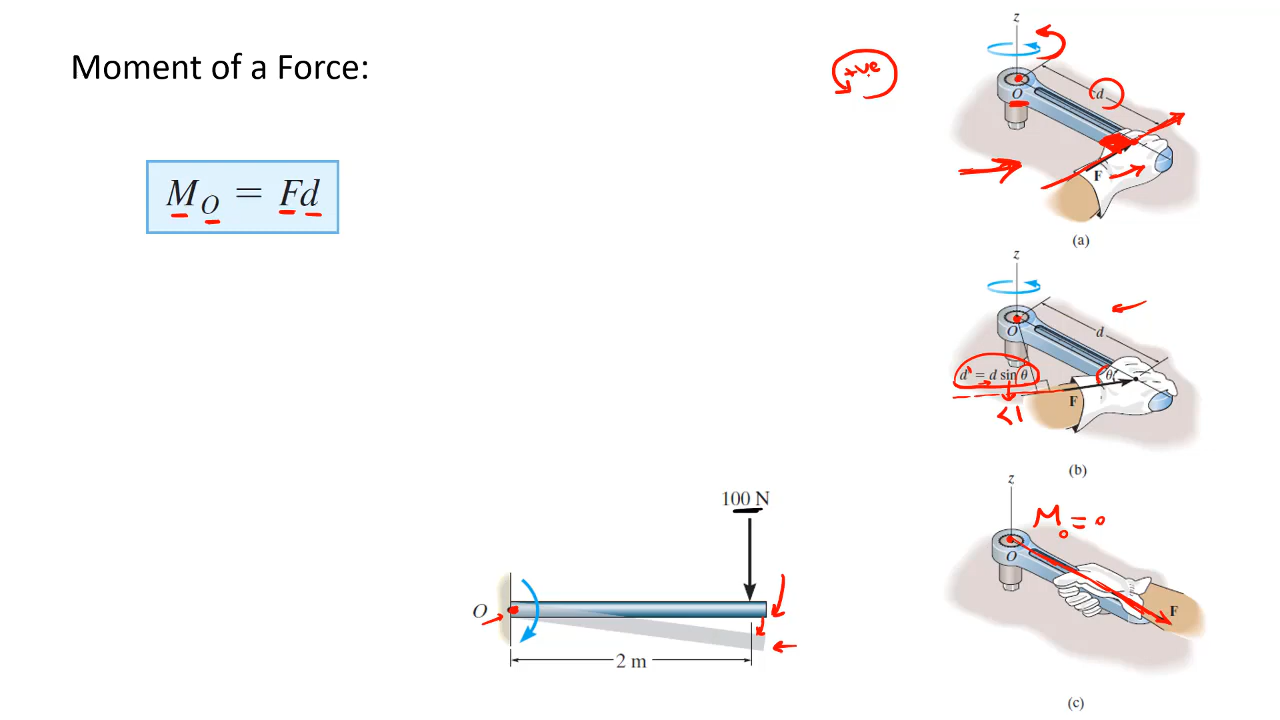 Moment of a Force:
M_O = Fd
+ve
z
O
d
F
(a)
z
O
d
d' = d sin θ
θ
F
<1
(b)
z
M_O = 0
O
F
(c)
100 N
O
2 m